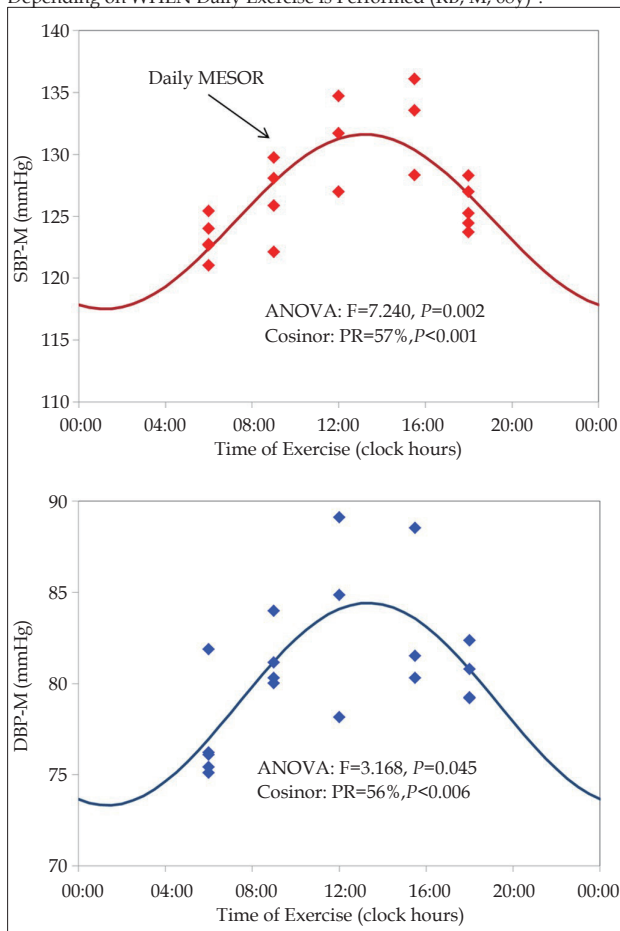 Depending on WHEN Daily Exercise is Performed (RB, M, 68y)
140
135
130
125
120
115
110
SBP-M (mmHg)
Daily MESOR
ANOVA: F=7.240, P=0.002
Cosinor: PR=57%,P<0.001
00:00 04:00 08:00 12:00 16:00 20:00 00:00
Time of Exercise (clock hours)
90
85
80
75
70
DBP-M (mmHg)
ANOVA: F=3.168, P=0.045
Cosinor: PR=56%,P<0.006
00:00 04:00 08:00 12:00 16:00 20:00 00:00
Time of Exercise (clock hours)